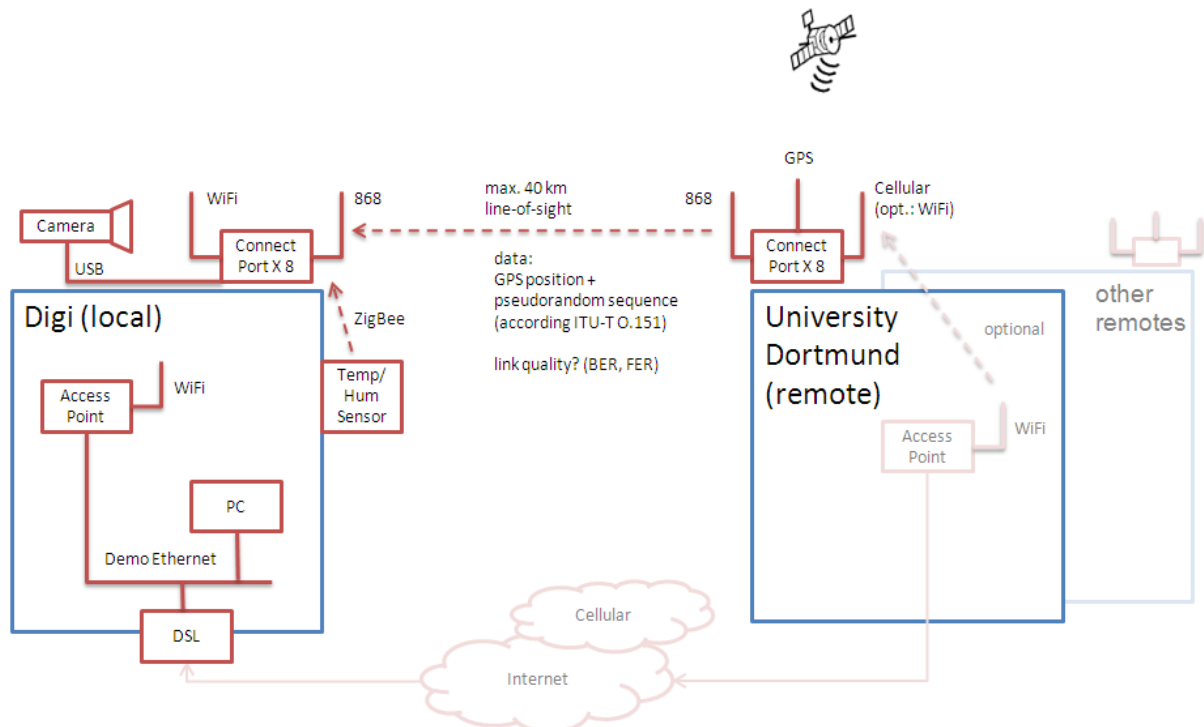 GPS
WiFi
868
max. 40 km
line-of-sight
868
Cellular
(opt.: WiFi)
Camera
USB
Connect
Port X 8
Connect
Port X 8
data:
GPS position +
pseudorandom sequence
(according ITU-T O.151)
link quality? (BER, FER)
Digi (local)
ZigBee
Temp/
Hum
Sensor
WiFi
Access
Point
PC
Demo Ethernet
DSL
University
Dortmund
(remote)
optional
other
remotes
Access
Point
WiFi
Cellular
Internet